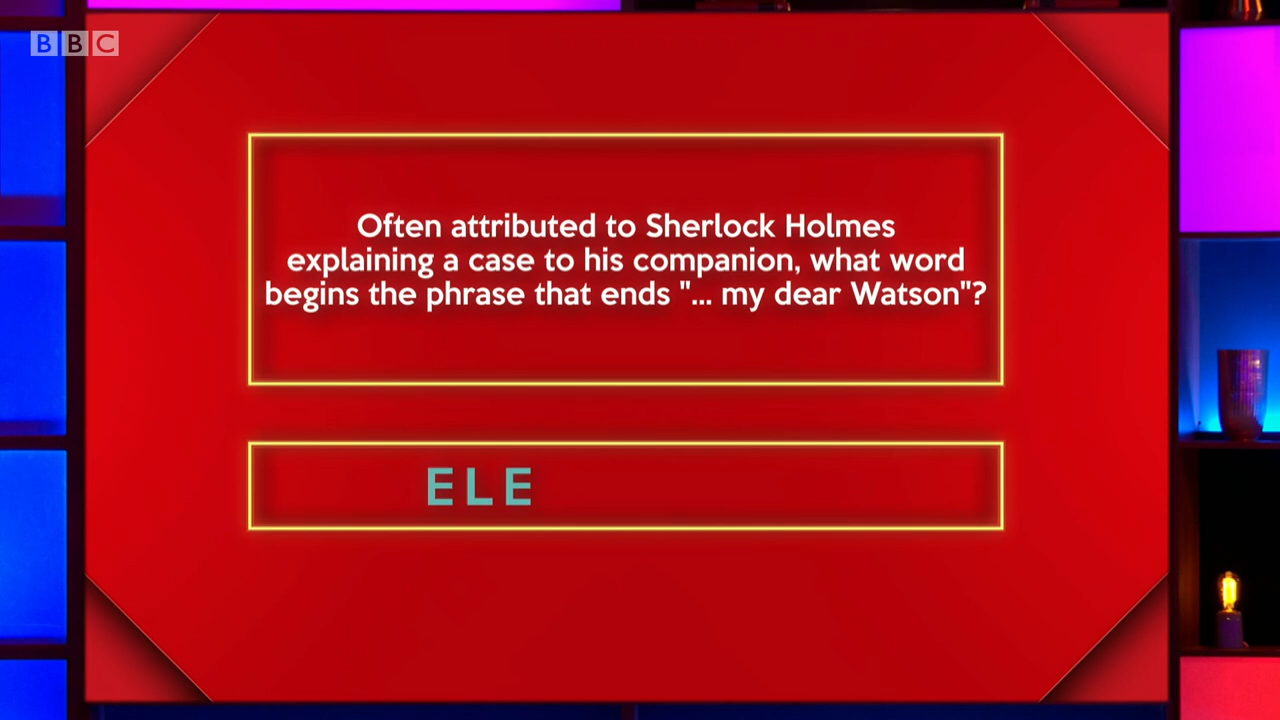 BBC
Often attributed to Sherlock Holmes
explaining a case to his companion, what word
begins the phrase that ends "... my dear Watson"?
ELE